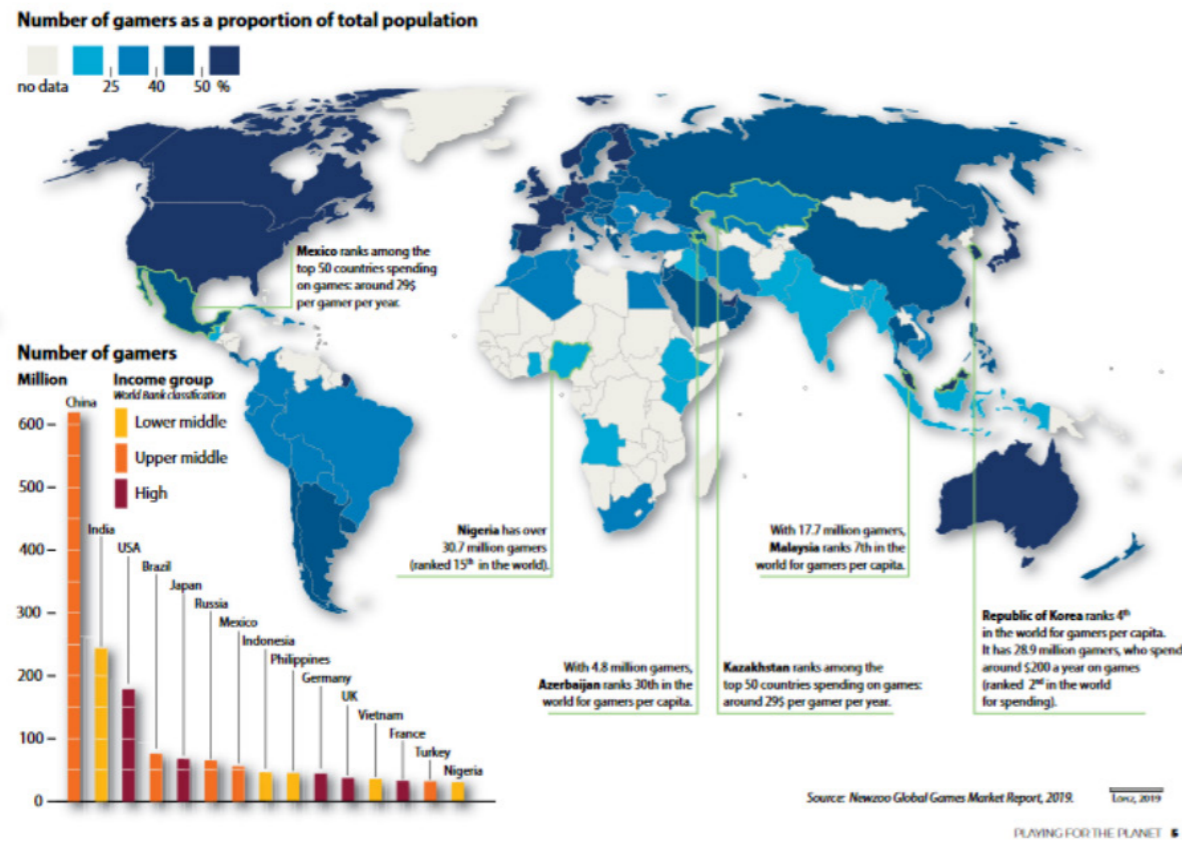 Number of gamers as a proportion of total population
no data 25 40 50 %
Mexico ranks among the
top 50 countries spending
on games: around 29$
per gamer per year.
Number of gamers
Million
Income group
World Bank classification
Lower middle
Upper middle
High
600
500
400
300
200
100
0
China
India
USA
Brazil
Japan
Russia
Mexico
Indonesia
Philippines
Germany
UK
Vietnam
France
Turkey
Nigeria
Nigeria has over
30.7 million gamers
(ranked 15th in the world).
With 17.7 million gamers,
Malaysia ranks 7th in the
world for gamers per capita.
With 4.8 million gamers,
Azerbaijan ranks 30th in the
world for gamers per capita.
Kazakhstan ranks among the
top 50 countries spending on games:
around 29$ per gamer per year.
Republic of Korea ranks 4th
in the world for gamers per capita.
It has 28.9 million gamers, who spend
around $200 a year on games
(ranked 2nd in the world
for spending).
Source: Newzoo Global Games Market Report, 2019.
Lőrsz, 2019
PLAYING FOR THE PLANET 5